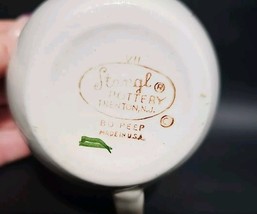 Stangl ®
POTTERY
TRENTON, N.J.
©
BO PEEP
MADE IN U.S.A.